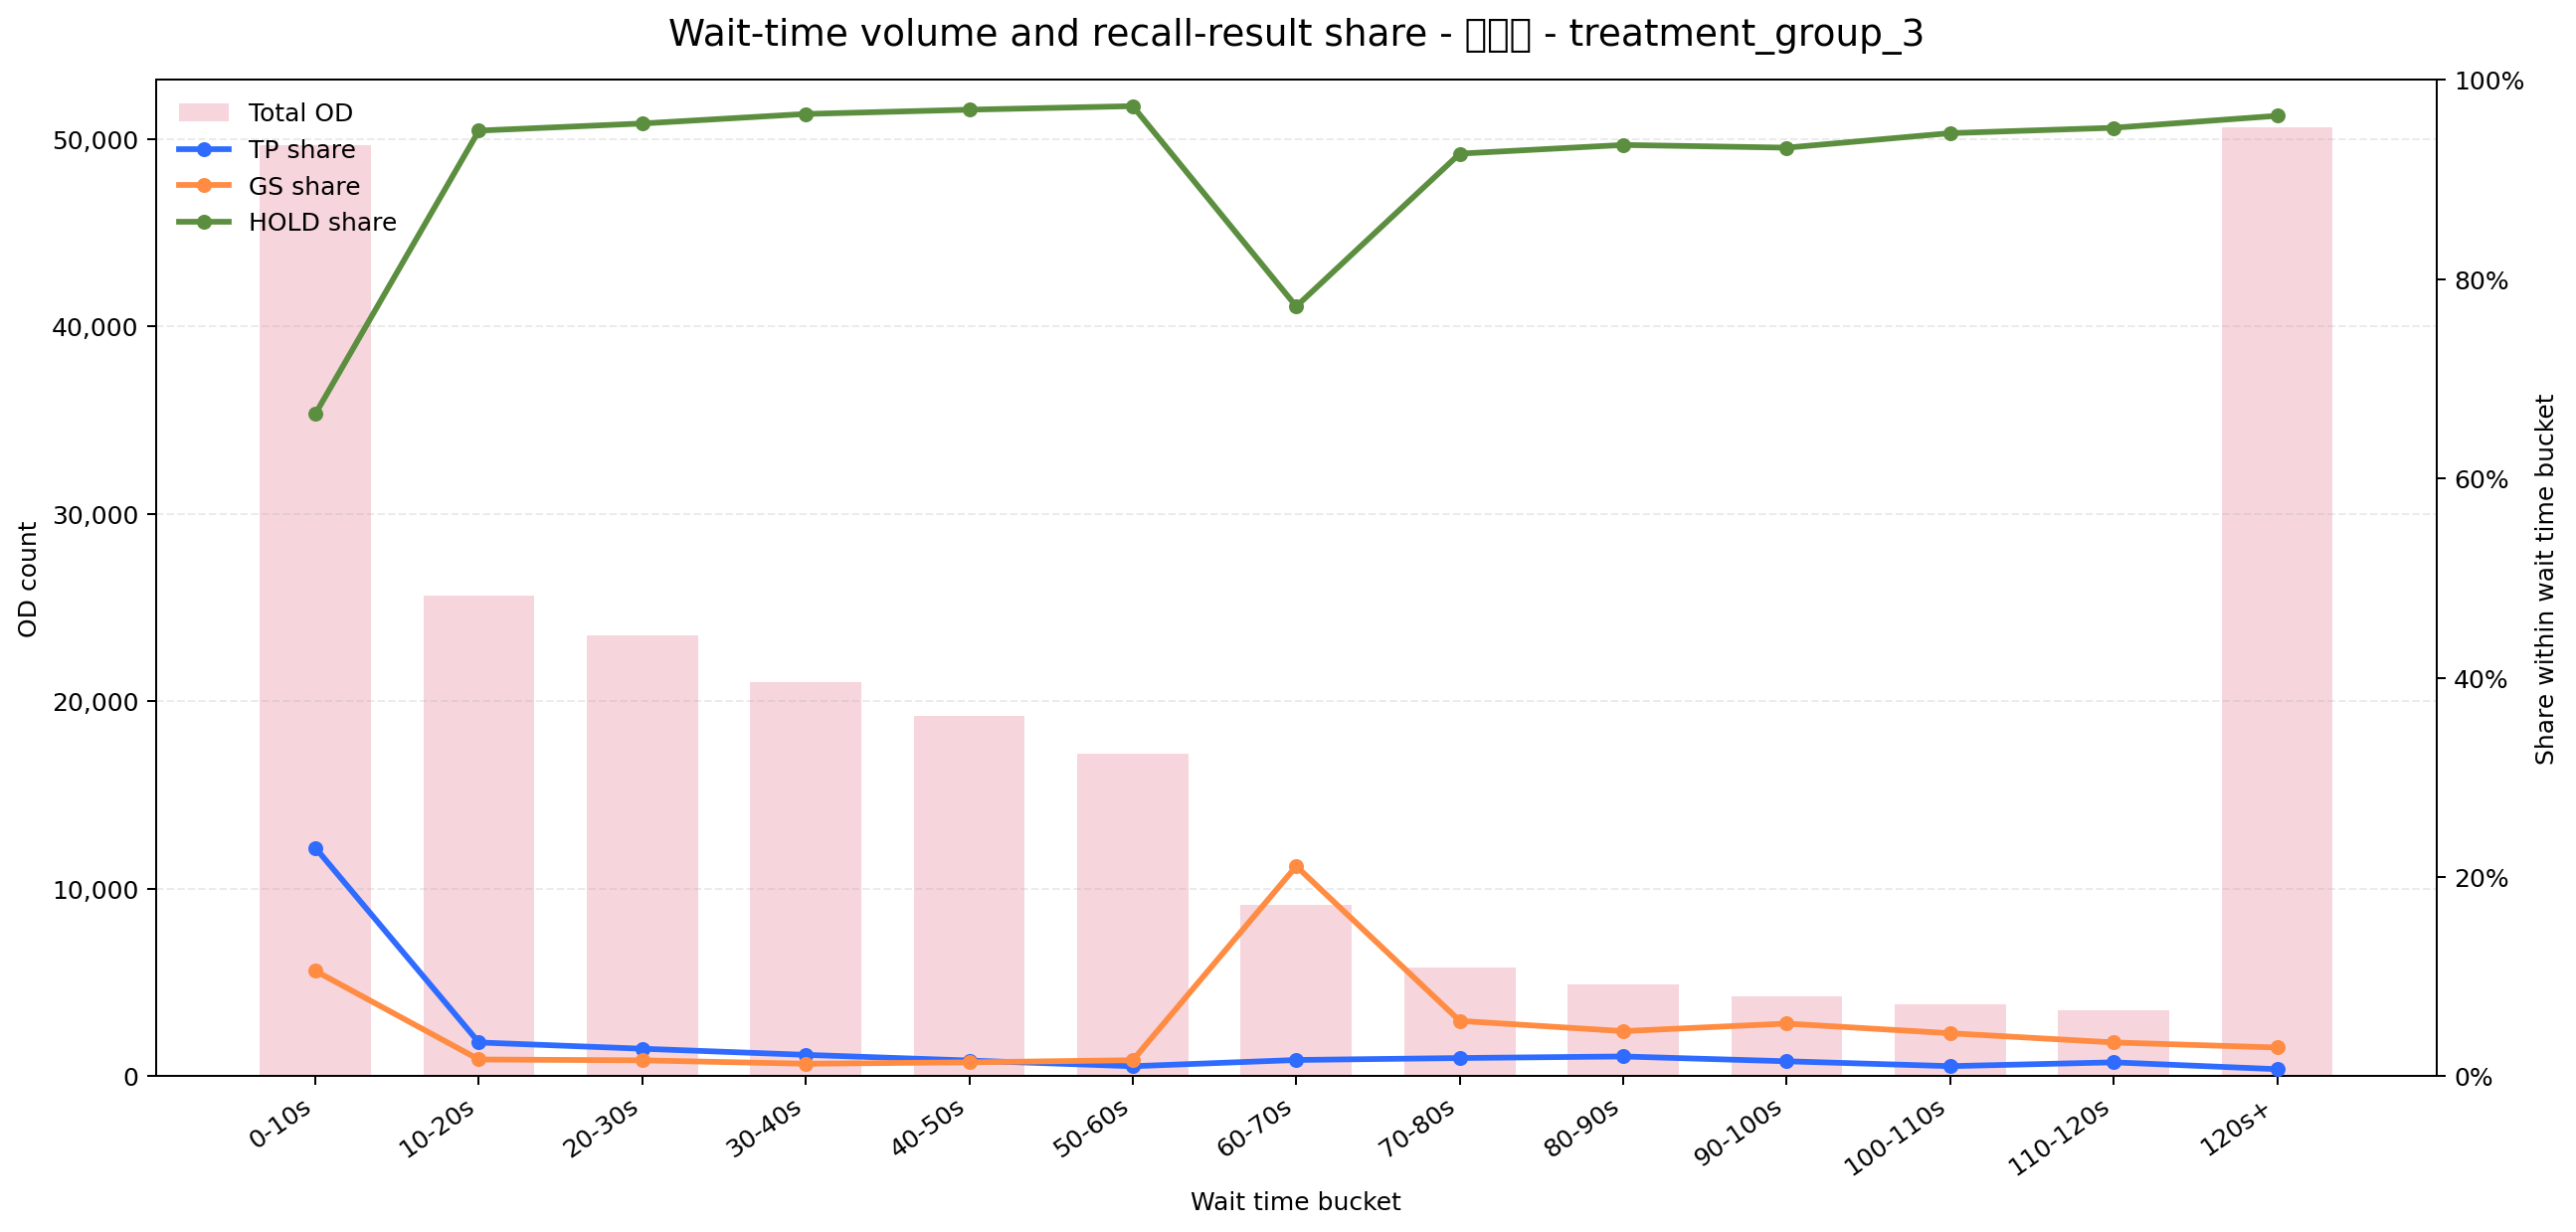 Wait-time volume and recall-result share - - treatment_group_3
Total OD
TP share
GS share
HOLD share
50,000
40,000
30,000
20,000
10,000
0
OD count
100%
80%
60%
40%
20%
0%
Share within wait time bucket
0-10s
10-20s
20-30s
30-40s
40-50s
50-60s
60-70s
70-80s
80-90s
90-100s
100-110s
110-120s
120s+
Wait time bucket